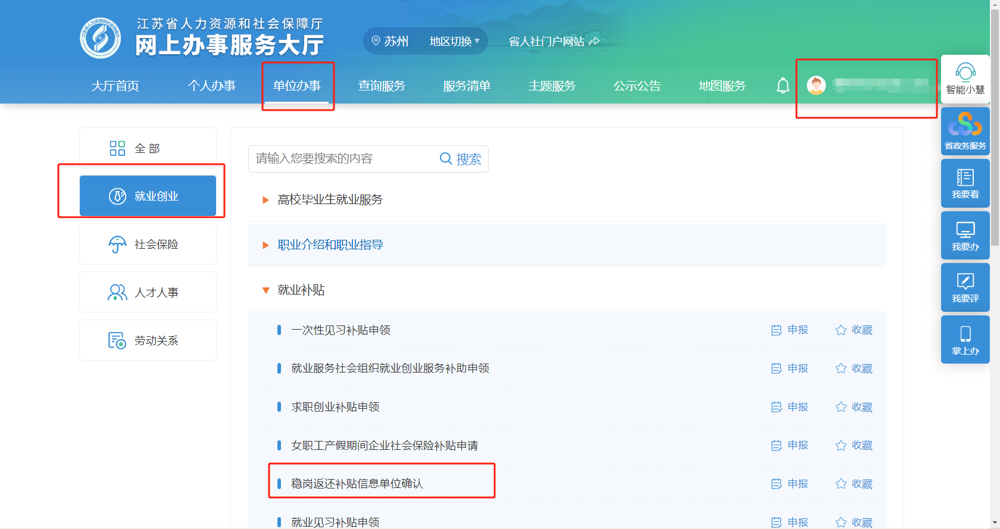 江苏省人力资源和社会保障厅
网上办事服务大厅
苏州 地区切换 省人社门户网站
大厅首页 个人办事 单位办事 查询服务 服务清单 主题服务 公示公告 地图服务
智能小慧
省政务服务
我要看
我要办
我要评
掌上办
全部
就业创业
社会保险
人才人事
劳动关系
请输入您要搜索的内容 搜索
高校毕业生就业服务
职业介绍和职业指导
就业补贴
一次性见习补贴申领 申报 收藏
就业服务社会组织就业创业服务补助申领 申报 收藏
求职创业补贴申领 申报 收藏
女职工产假期间企业社会保险补贴申请 申报 收藏
稳岗返还补贴信息单位确认 申报 收藏
就业见习补贴申领 申报 收藏